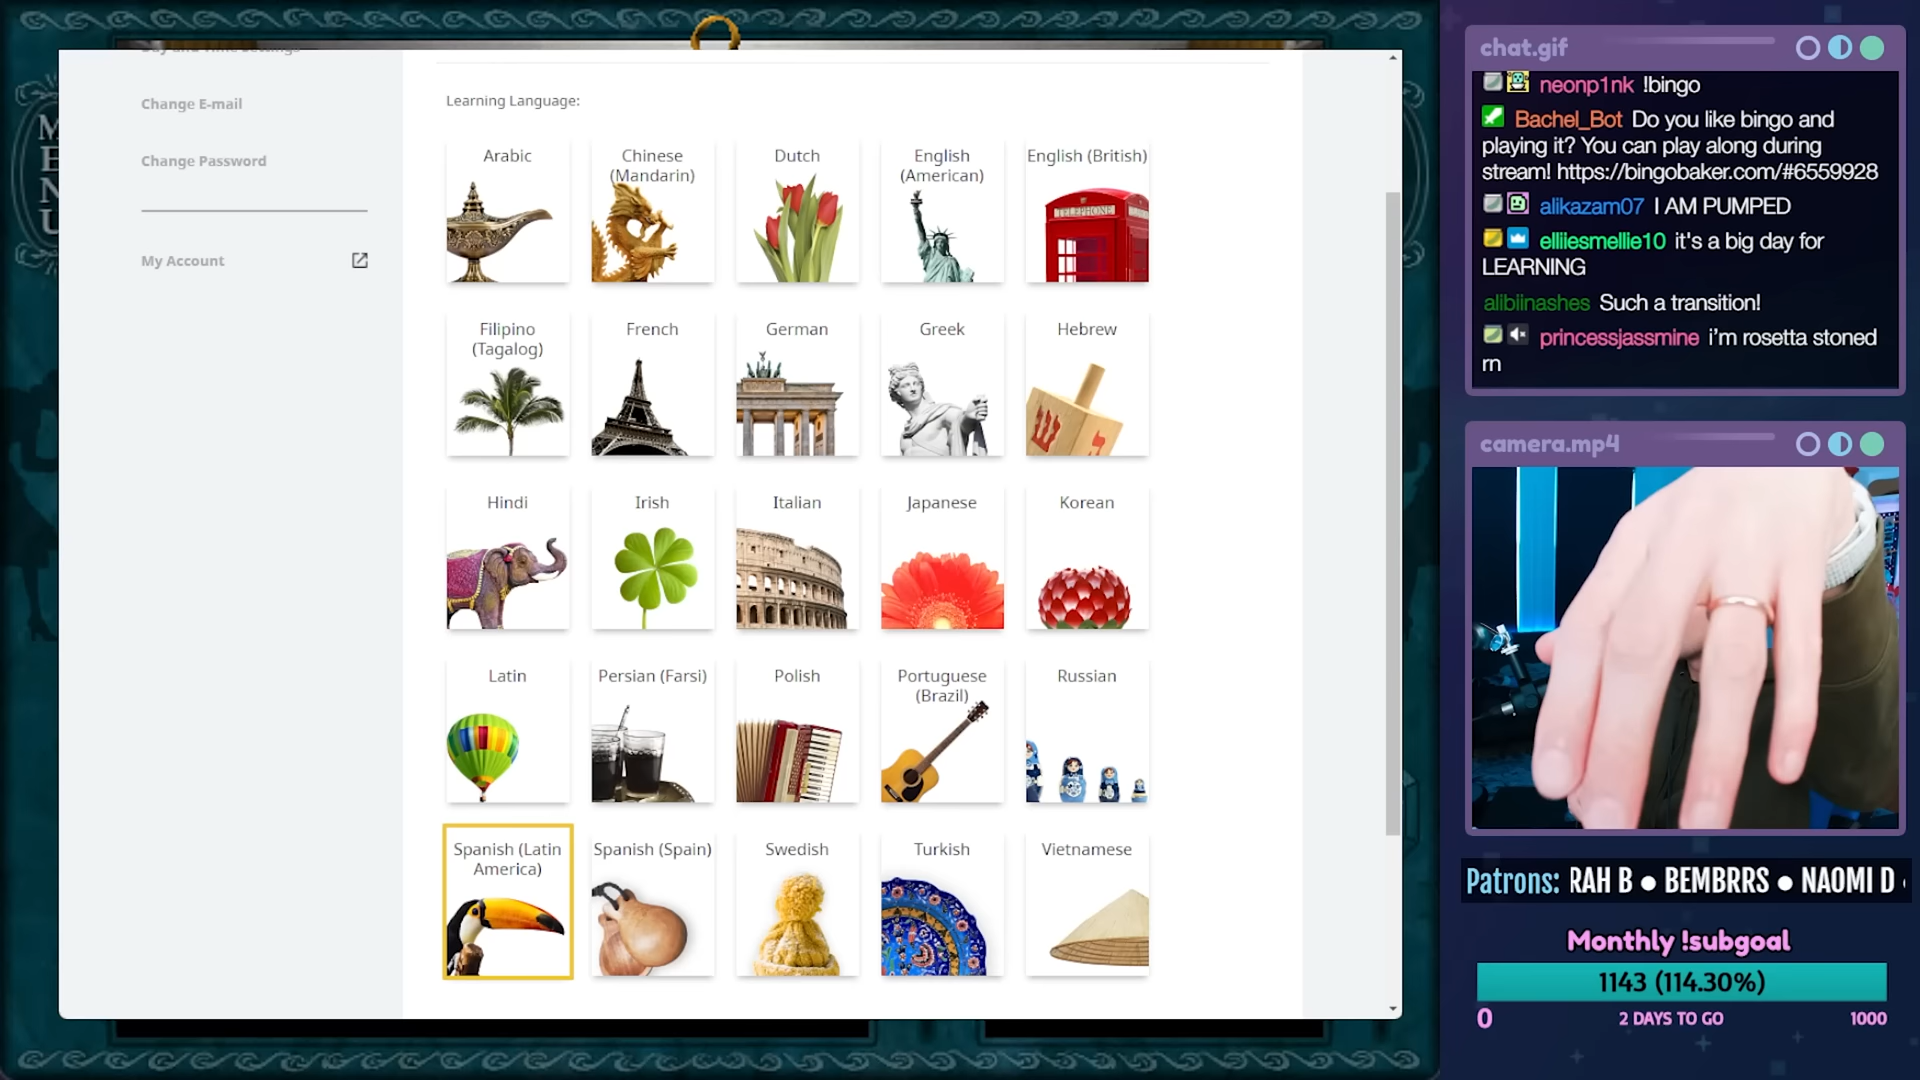 Change E-mail
Change Password
My Account
Learning Language:
Arabic
Chinese
(Mandarin)
Dutch
English
(American)
English (British)
TELEPHONE
Filipino
(Tagalog)
French
German
Greek
Hebrew
Hindi
Irish
Italian
Japanese
Korean
Latin
Persian (Farsi)
Polish
Portuguese
(Brazil)
Russian
Spanish (Latin
America)
Spanish (Spain)
Swedish
Turkish
Vietnamese
chat.gif
neonp1nk !bingo
Bachel_Bot Do you like bingo and
playing it? You can play along during
stream! https://bingobaker.com/#6559928
alikazam07 I AM PUMPED
elliiesmellie10 it's a big day for
LEARNING
alibiinashes Such a transition!
princessjassmine i'm rosetta stoned
rn
camera.mp4
Patrons: RAH B ● BEMBRRS ● NAOMI D
Monthly !subgoal
1143 (114.30%)
0 2 DAYS TO GO 1000